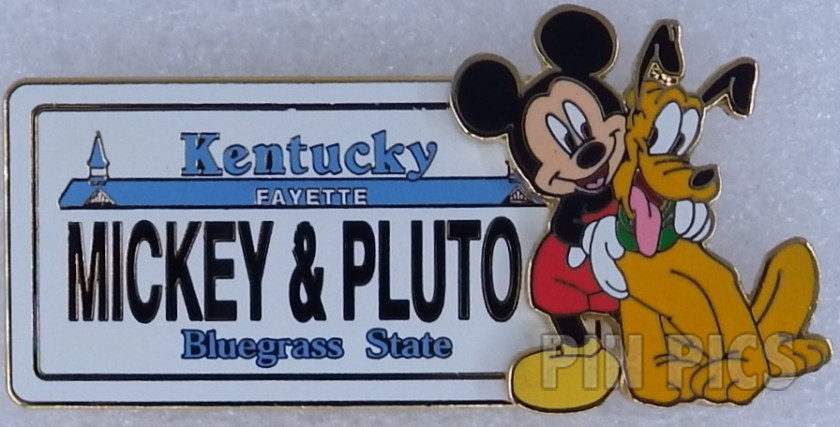 Kentucky
FAYETTE
MICKEY & PLUTO
Bluegrass State
PIN PICS